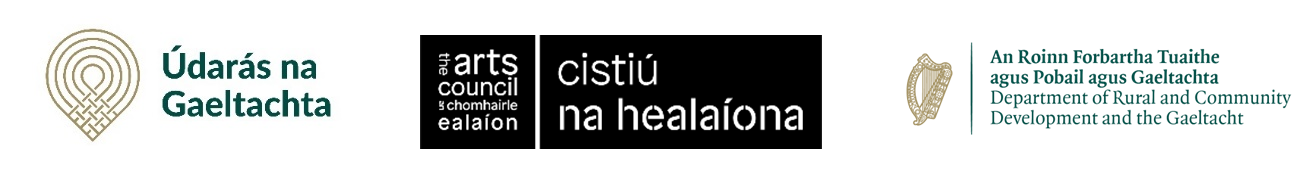 Údarás na
Gaeltachta
the arts
council
chomhairle
ealaíon
cistiú
na healaíona
An Roinn Forbartha Tuaithe
agus Pobail agus Gaeltachta
Department of Rural and Community
Development and the Gaeltacht